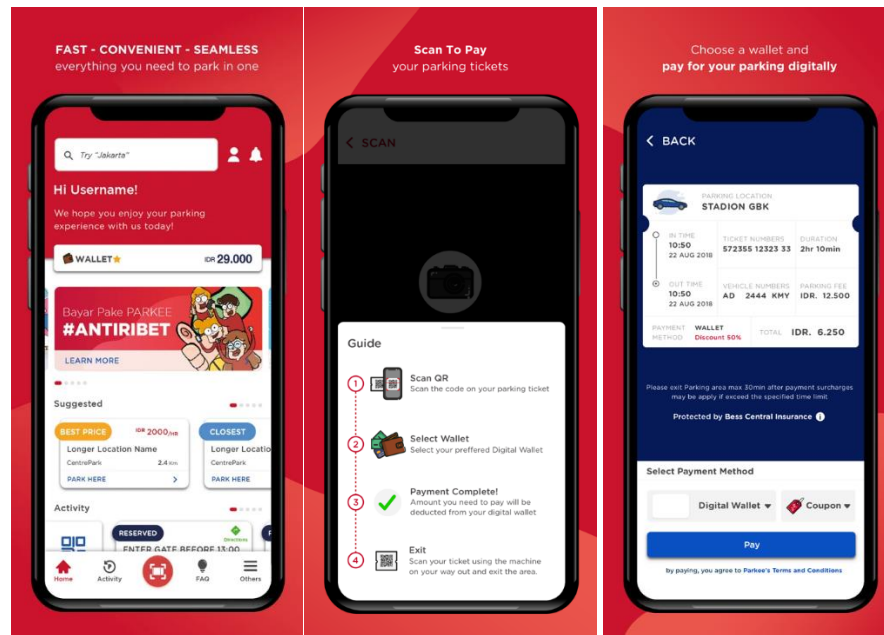 FAST - CONVENIENT - SEAMLESS
everything you need to park in one
Try "Jakarta"
Hi Username!
We hope you enjoy your parking
experience with us today!
WALLET IDR 29.000
Bayar Pake PARKEE
#ANTIRIBET
LEARN MORE
Suggested
BEST PRICE IDR 2000/HR
Longer Location Name
CentrePark 2.4 km
PARK HERE >
CLOSEST
Longer Locatio
CentrePark
PARK HERE
Activity
RESERVED
Directions
ENTER GATE BEFORE 13:00
Home Activity FAQ Others
Scan To Pay
your parking tickets
< SCAN
Guide
1 Scan QR
Scan the code on your parking ticket
2 Select Wallet
Select your preffered Digital Wallet
3 Payment Complete!
Amount you need to pay will be
deducted from your digital wallet
4 Exit
Scan your ticket using the machine
on your way out and exit the area.
Choose a wallet and
pay for your parking digitally
< BACK
PARKING LOCATION
STADION GBK
IN TIME TICKET NUMBERS DURATION
10:50 572355 12323 33 2hr 10min
22 AUG 2018
OUT TIME VEHICLE NUMBERS PARKING FEE
10:50 AD 2444 KMY IDR. 12.500
22 AUG 2018
PAYMENT WALLET TOTAL IDR. 6.250
METHOD Discount 50%
Please exit Parking area max 30min after payment surcharges
may be apply if exceed the specified time limit
Protected by Bess Central Insurance i
Select Payment Method
Digital Wallet Coupon
Pay
by paying, you agree to Parkee's Terms and Conditions